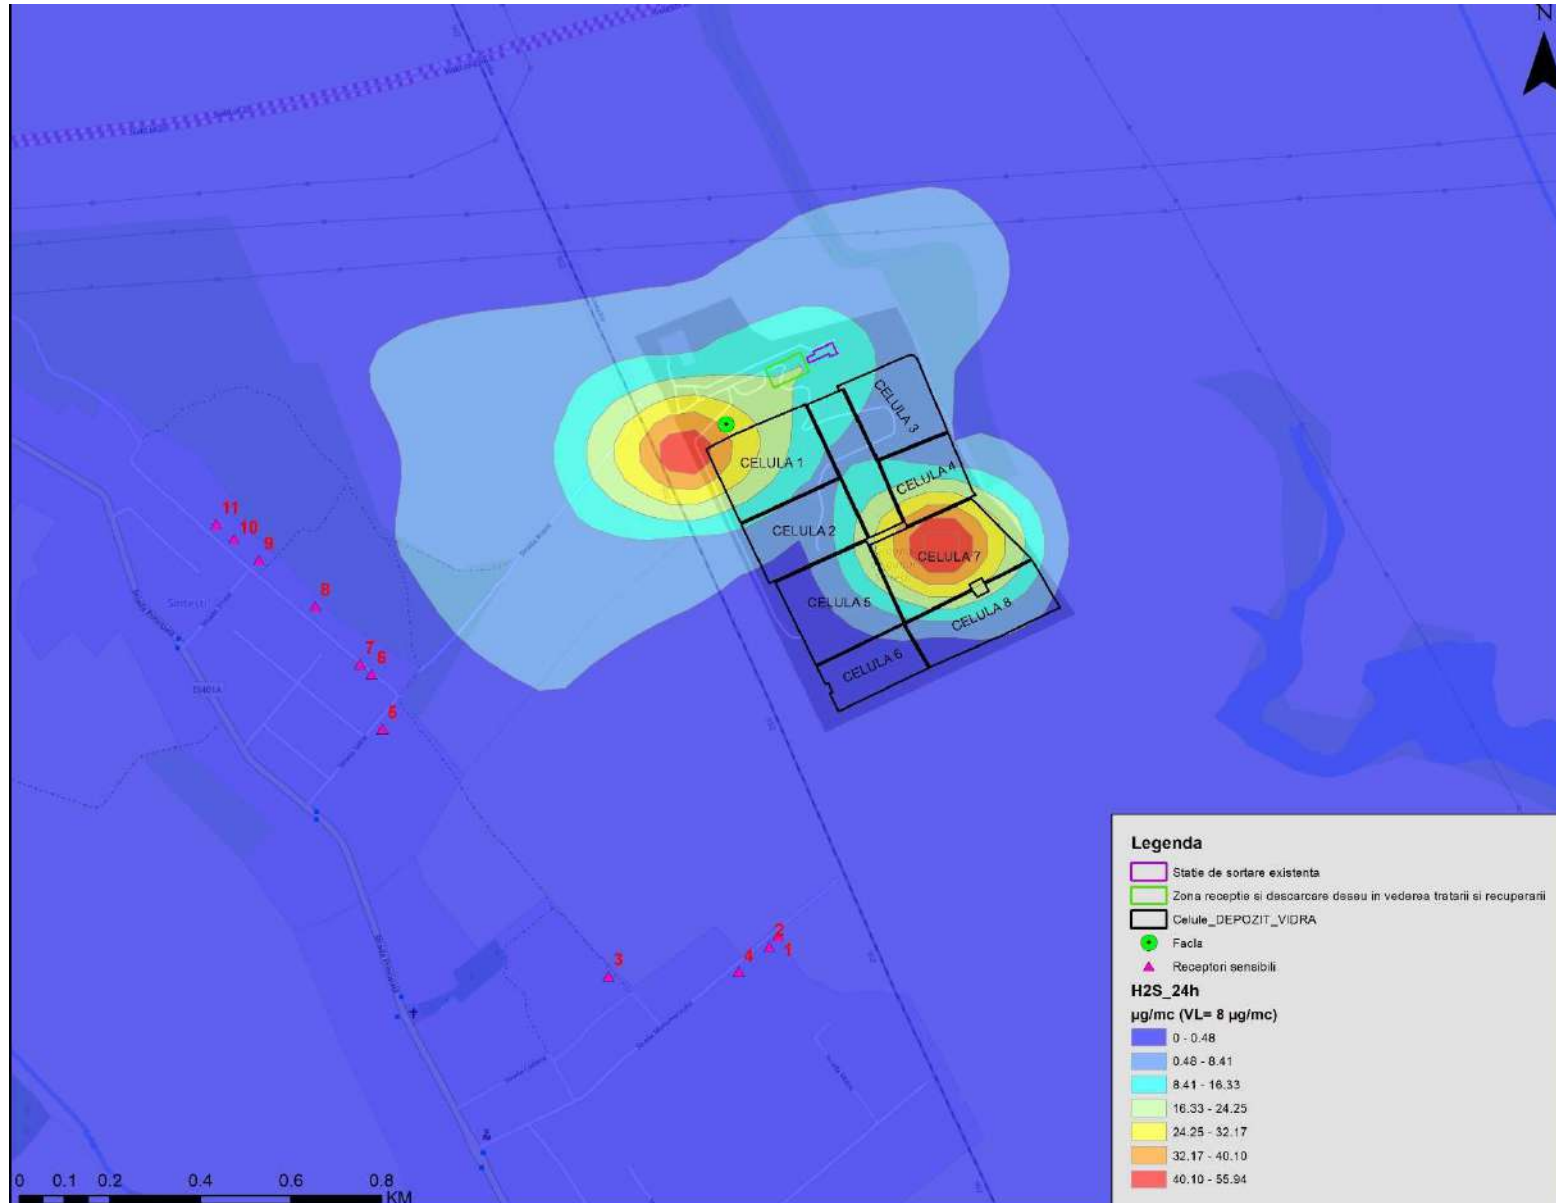 N
CELULA 3
CELULA 1
CELULA 4
CELULA 2
CELULA 7
CELULA 5
CELULA 8
CELULA 6
11
10
9
8
7
6
5
Sintești
DJ401A
2
1
4
3
Legenda
Statie de sortare existenta
Zona receptie si descarcare deseu in vederea tratarii si recuperarii
Celule_DEPOZIT_VIDRA
Facla
Receptori sensibili
H2S_24h
µg/mc (VL= 8 µg/mc)
0 - 0.48
0.48 - 8.41
8.41 - 16.33
16.33 - 24.25
24.25 - 32.17
32.17 - 40.10
40.10 - 55.94
0 0.1 0.2 0.4 0.6 0.8
KM